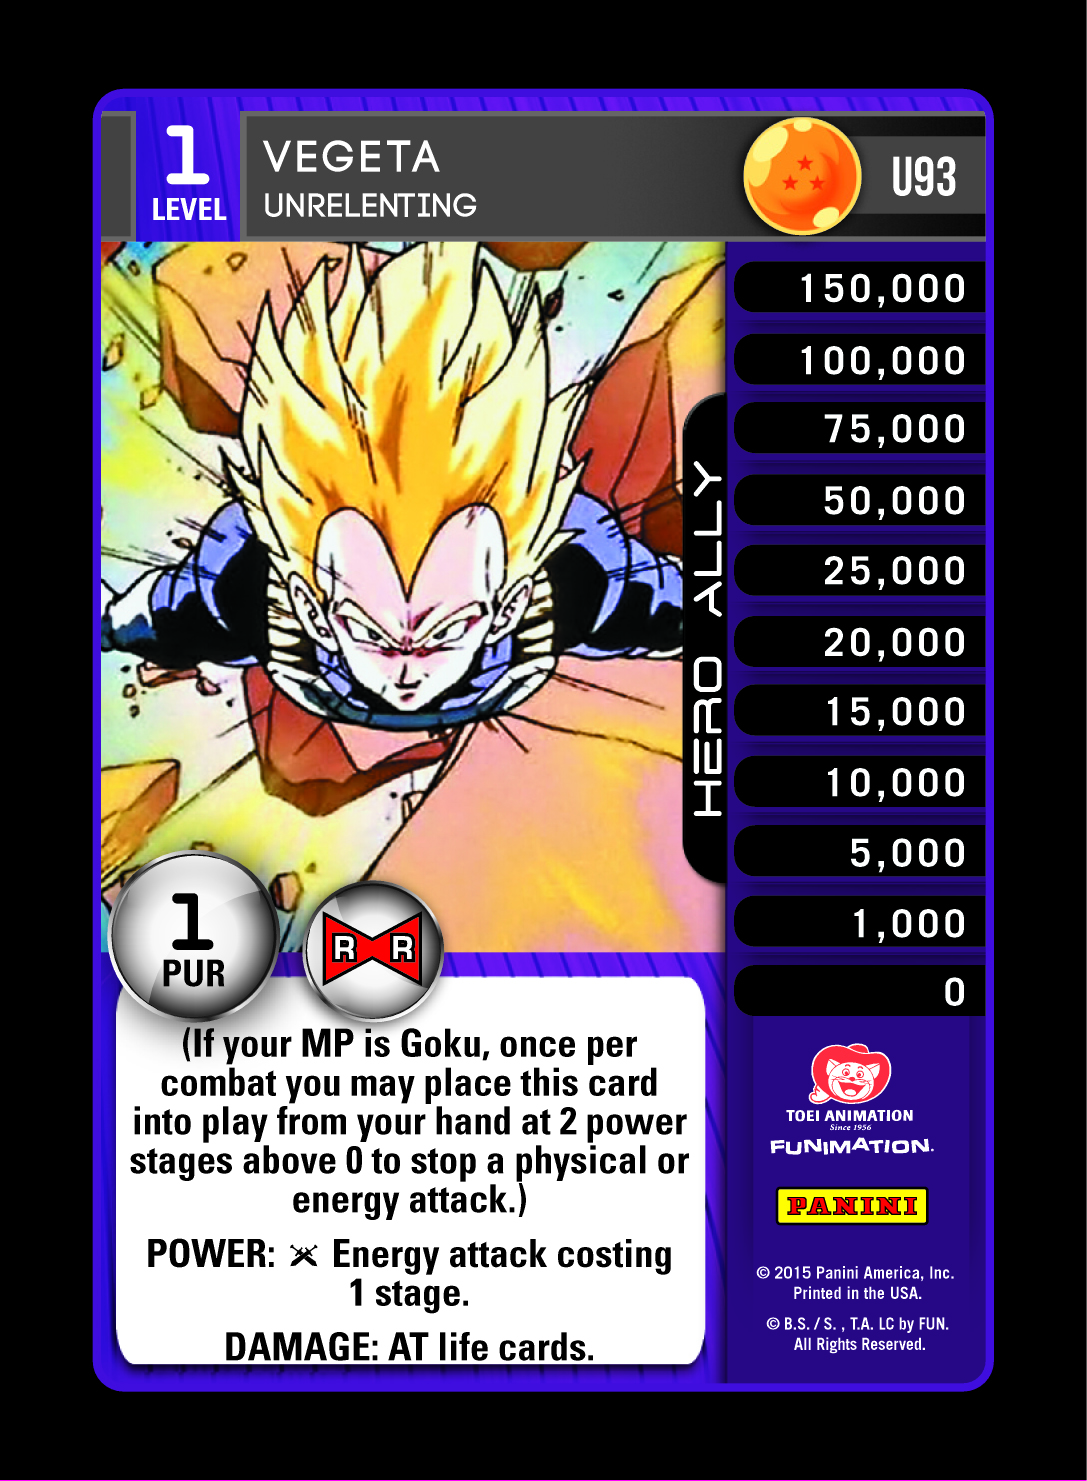 1
LEVEL
VEGETA
UNRELENTING
U93
150,000
100,000
75,000
50,000
25,000
20,000
15,000
10,000
5,000
1,000
0
HERO ALLY
1
PUR
R R
(If your MP is Goku, once per
combat you may place this card
into play from your hand at 2 power
stages above 0 to stop a physical or
energy attack.)
POWER: Energy attack costing
1 stage.
DAMAGE: AT life cards.
TOEI ANIMATION
Since 1956
FUNIMATION.
PANINI
© 2015 Panini America, Inc.
Printed in the USA.
© B.S. / S. , T.A. LC by FUN.
All Rights Reserved.